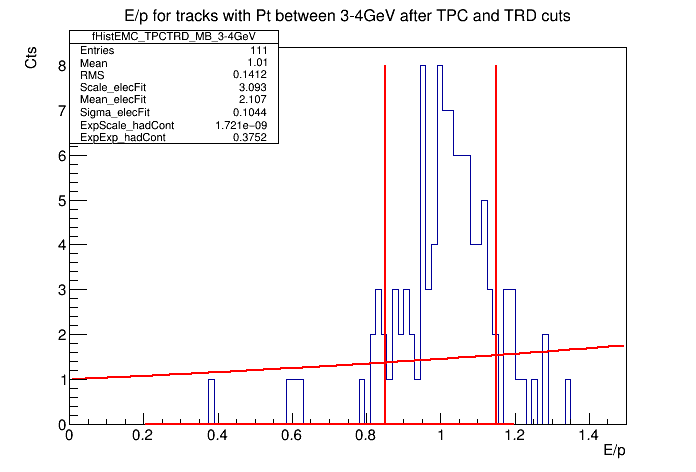 E/p for tracks with Pt between 3-4GeV after TPC and TRD cuts
fHistEMC_TPCTRD_MB_3-4GeV
Entries 111
Mean 1.01
RMS 0.1412
Scale_elecFit 3.093
Mean_elecFit 2.107
Sigma_elecFit 0.1044
ExpScale_hadCont 1.721e-09
ExpExp_hadCont 0.3752
Cts
8
7
6
5
4
3
2
1
0
0 0.2 0.4 0.6 0.8 1 1.2 1.4
E/p